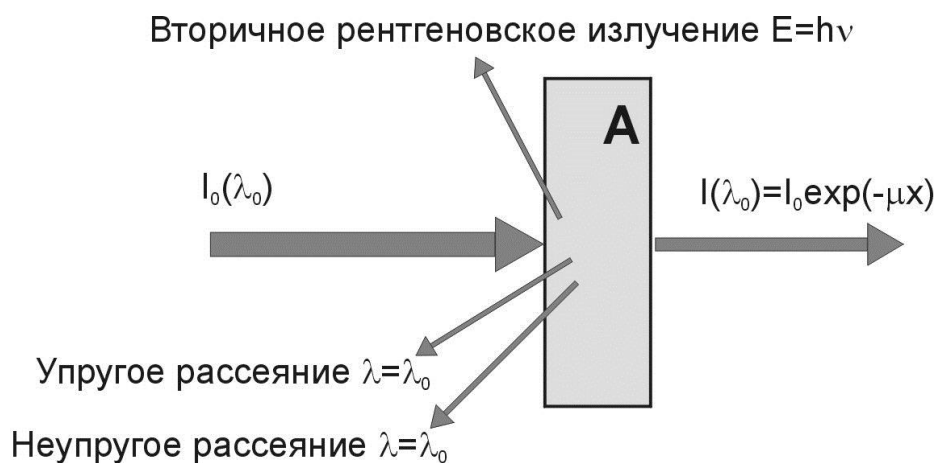 Вторичное рентгеновское излучение E=hν
A
I₀(λ₀)
I(λ₀)=I₀exp(-μx)
Упругое рассеяние λ=λ₀
Неупругое рассеяние λ=λ₀